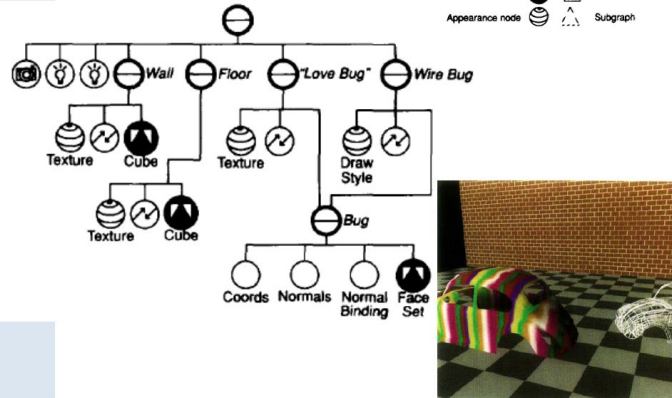 Appearance node
Subgraph
Wall
Floor
"Love Bug"
Wire Bug
Texture
Cube
Texture
Draw
Style
Texture
Cube
Bug
Coords
Normals
Normal
Binding
Face
Set